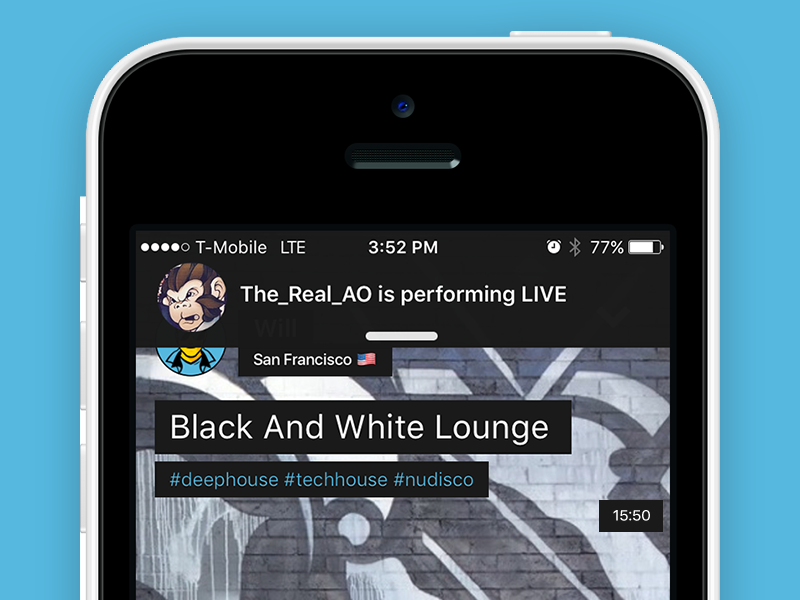 T-Mobile LTE 3:52 PM 77%
The_Real_AO is performing LIVE
Will
San Francisco 🇺🇸
Black And White Lounge
#deephouse #techhouse #nudisco
15:50